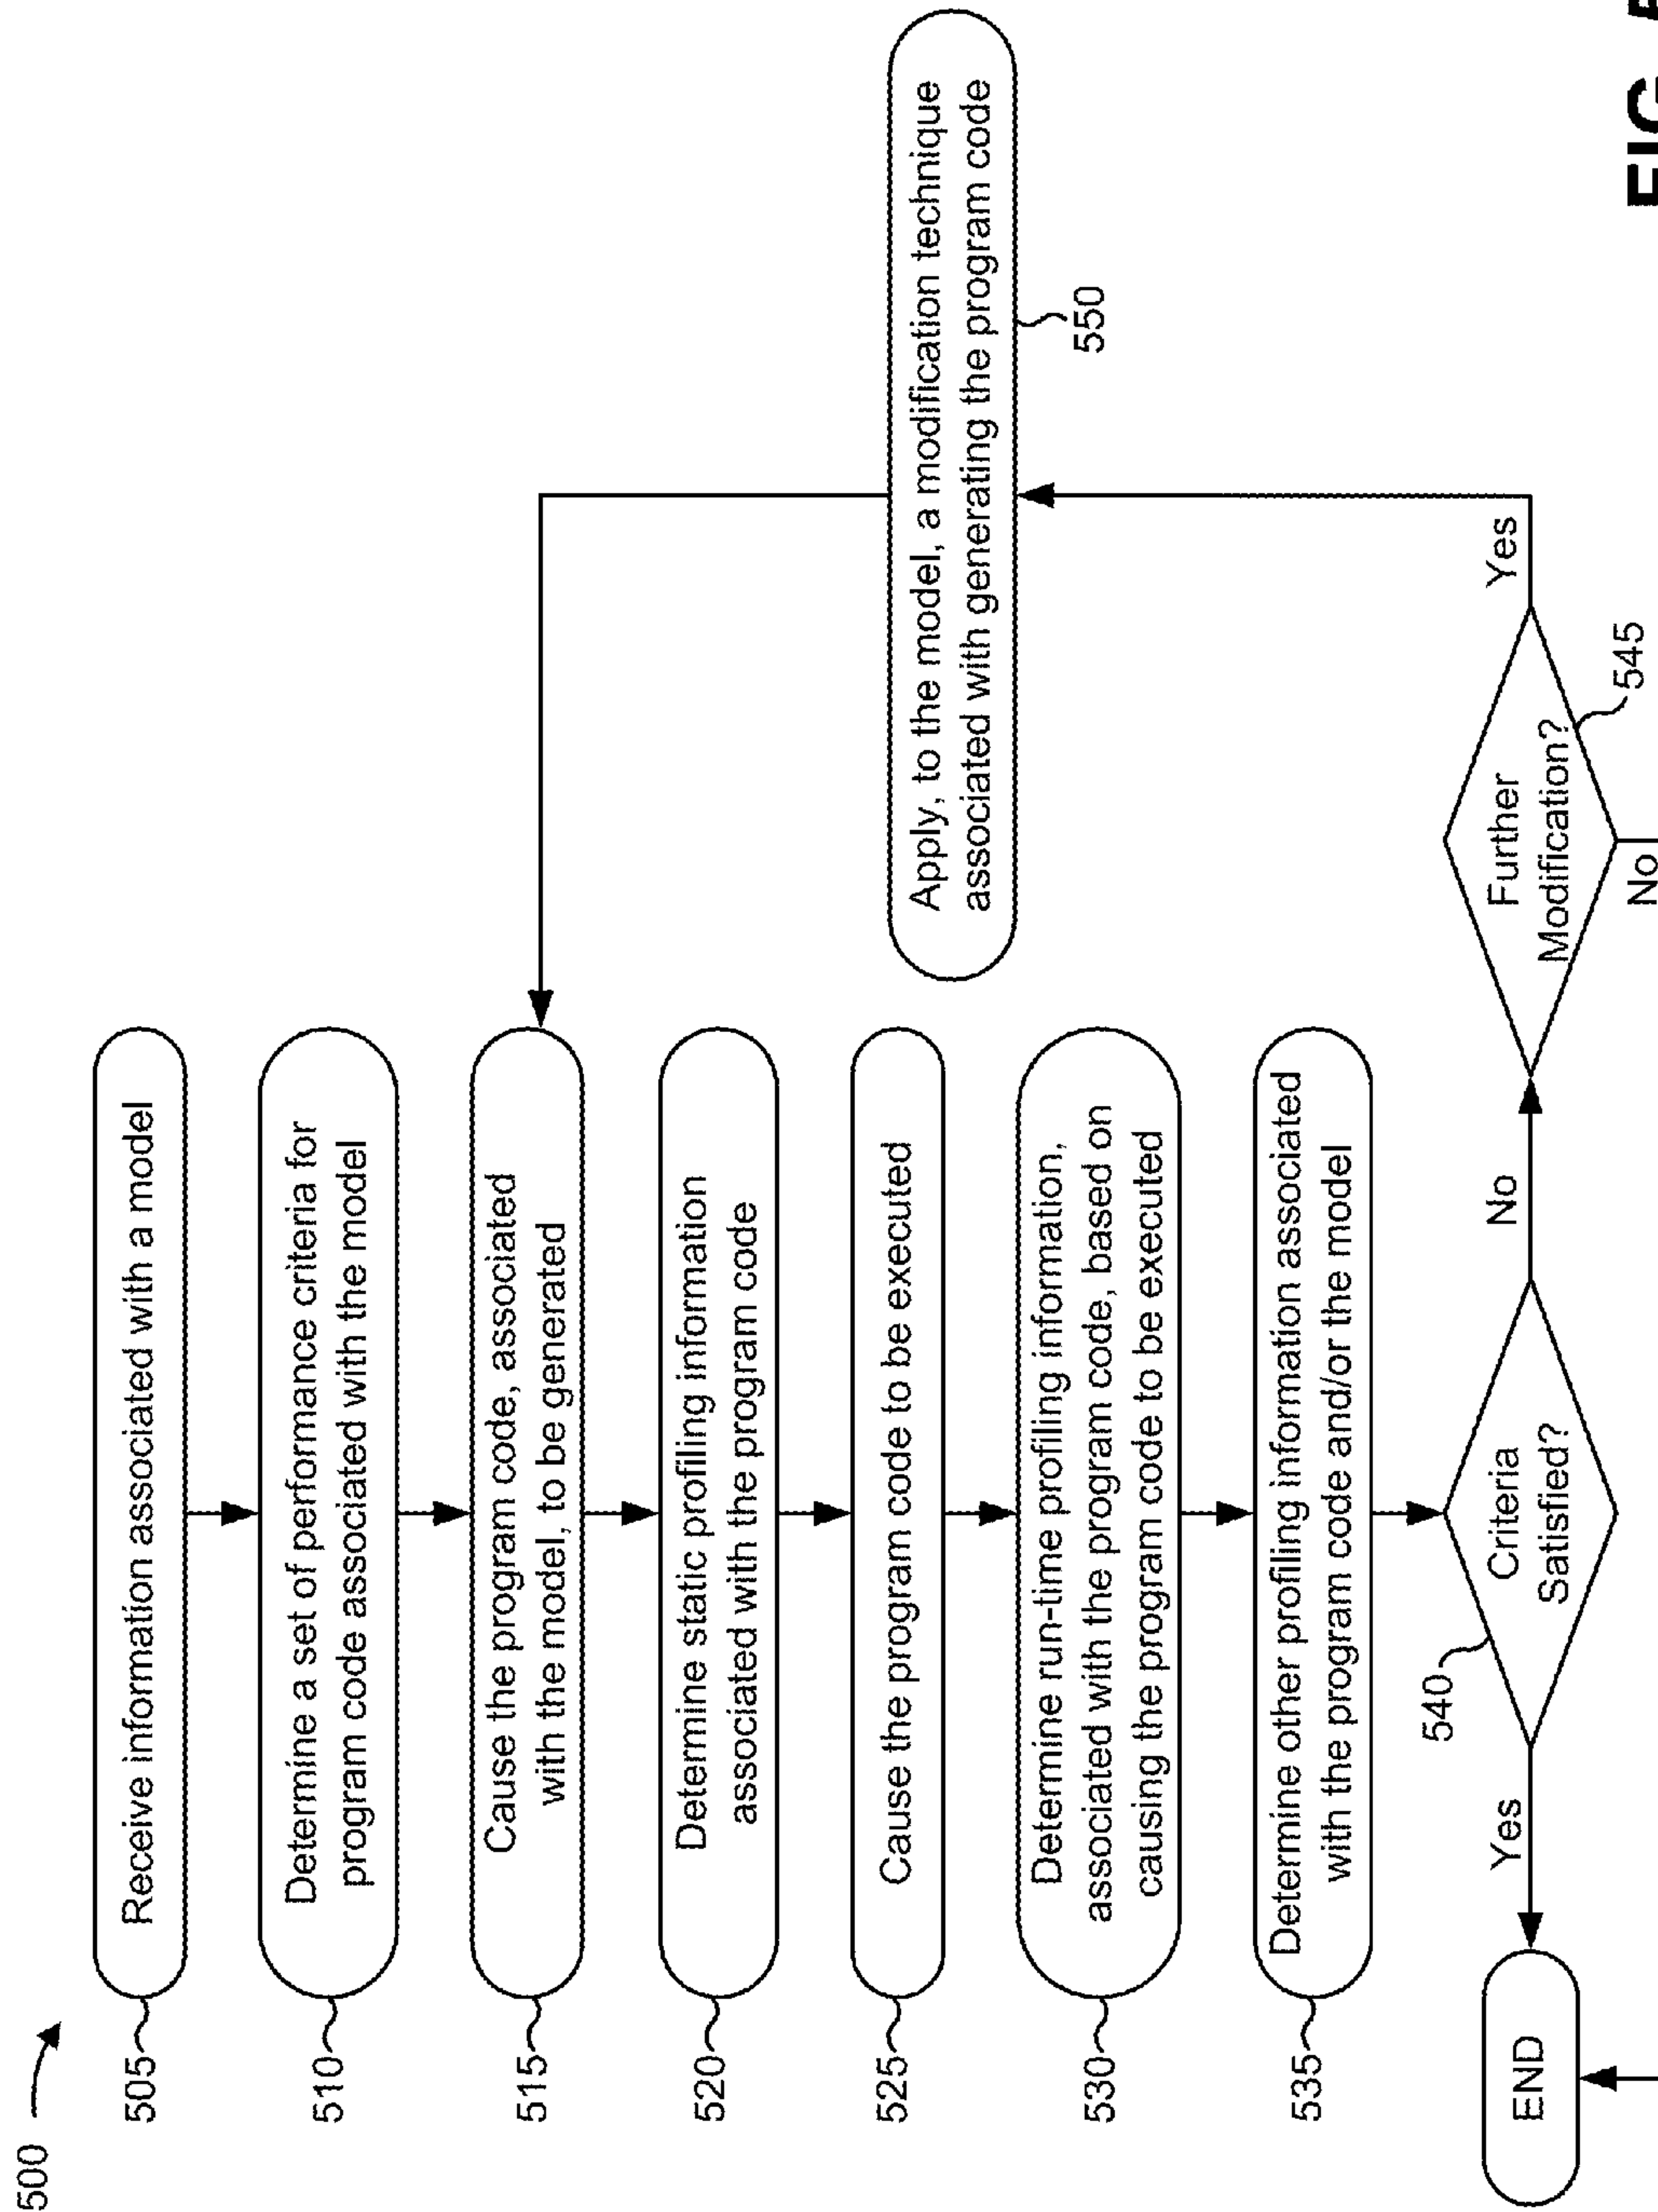 500
505
Receive information associated with a model
510
Determine a set of performance criteria for
program code associated with the model
515
Cause the program code, associated
with the model, to be generated
520
Determine static profiling information
associated with the program code
525
Cause the program code to be executed
530
Determine run-time profiling information,
associated with the program code, based on
causing the program code to be executed
535
Determine other profiling information associated
with the program code and/or the model
540
Criteria
Satisfied?
Yes
END
No
Further
Modification?
545
Yes
No
Apply, to the model, a modification technique
associated with generating the program code
550
FIG.